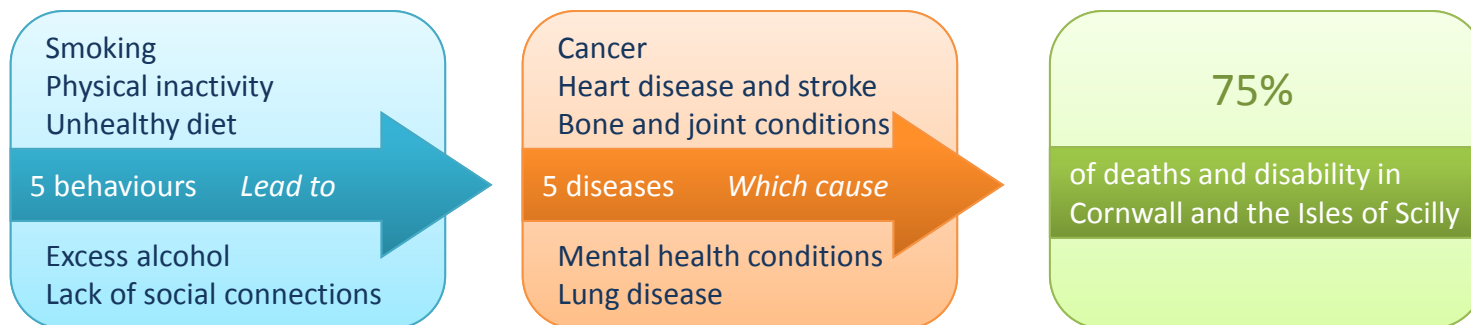 Smoking
Physical inactivity
Unhealthy diet
5 behaviours Lead to
Excess alcohol
Lack of social connections
Cancer
Heart disease and stroke
Bone and joint conditions
5 diseases Which cause
Mental health conditions
Lung disease
75%
of deaths and disability in
Cornwall and the Isles of Scilly